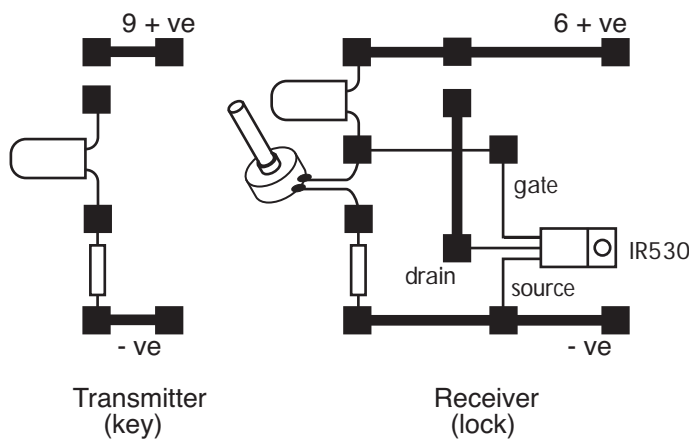 9 + ve
6 + ve
gate
IR530
drain
source
- ve
- ve
Transmitter
(key)
Receiver
(lock)